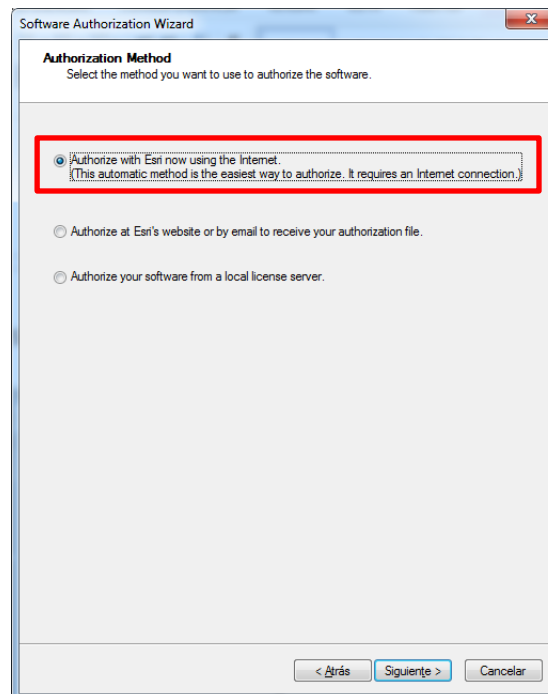 Software Authorization Wizard
Authorization Method
Select the method you want to use to authorize the software.
Authorize with Esri now using the Internet.
(This automatic method is the easiest way to authorize. It requires an Internet connection.)
Authorize at Esri's website or by email to receive your authorization file.
Authorize your software from a local license server.
< Atrás Siguiente > Cancelar